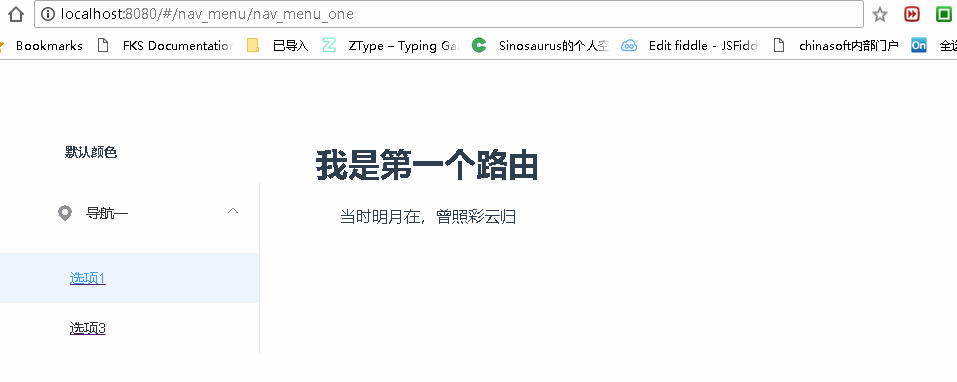 localhost:8080/#/nav_menu/nav_menu_one
Bookmarks FKS Documentation 已导入 ZType – Typing Ga Sinosaurus的个人空 Edit fiddle - JSFidd chinasoft内部门户 On 全选
默认颜色
我是第一个路由
导航一
当时明月在，曾照彩云归
选项1
选项3